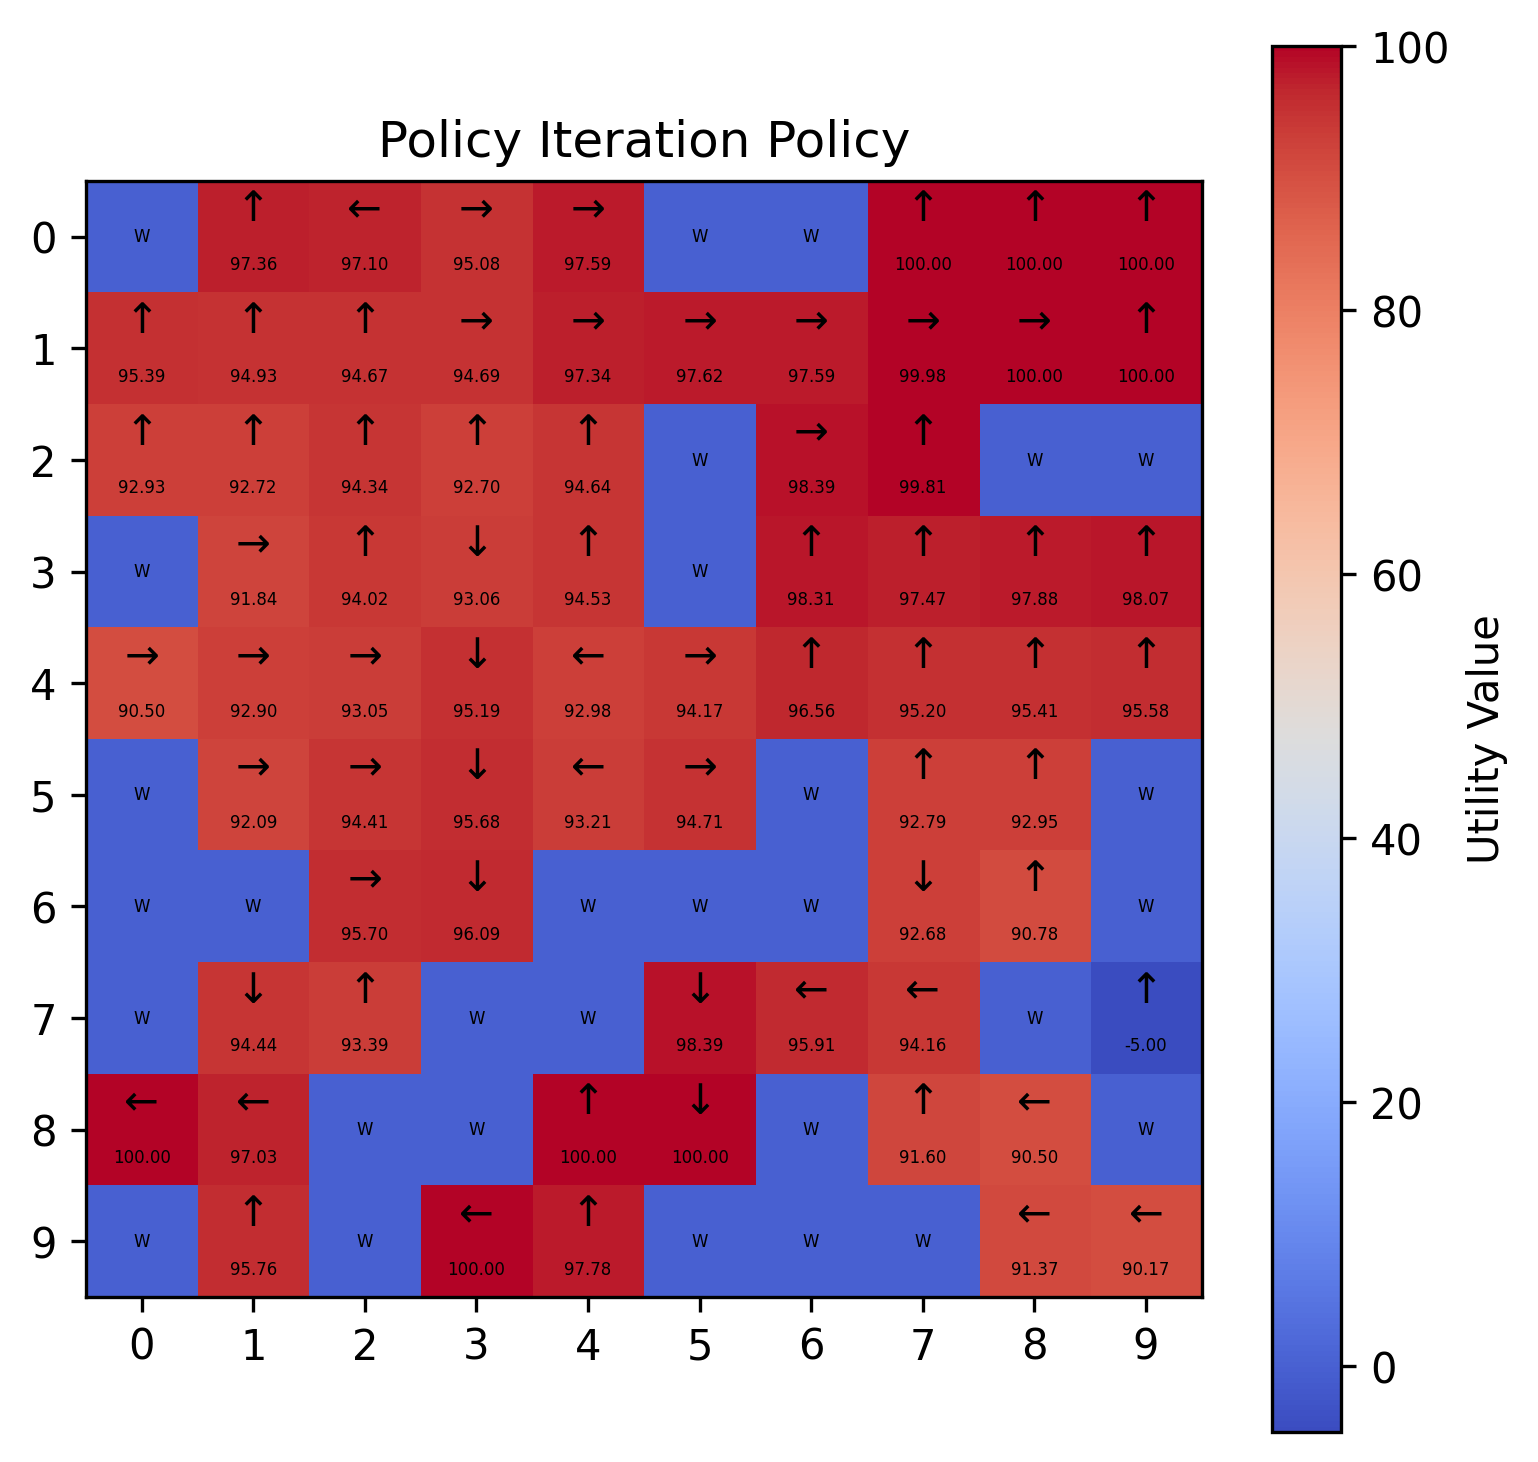 Policy Iteration Policy
100
0 W ↑ ← → → W W ↑ ↑ ↑
97.36 97.10 95.08 97.59 100.00 100.00 100.00
1 ↑ ↑ ↑ → → → → → → ↑
95.39 94.93 94.67 94.69 97.34 97.62 97.59 99.98 100.00 100.00
80
2 ↑ ↑ ↑ ↑ ↑ W → ↑ W W
92.93 92.72 94.34 92.70 94.64 98.39 99.81
3 W → ↑ ↓ ↑ W ↑ ↑ ↑ ↑
91.84 94.02 93.06 94.53 98.31 97.47 97.88 98.07
60
4 → → → ↓ ← → ↑ ↑ ↑ ↑
90.50 92.90 93.05 95.19 92.98 94.17 96.56 95.20 95.41 95.58
Utility Value
5 W → → ↓ ← → W ↑ ↑ W
92.09 94.41 95.68 93.21 94.71 92.79 92.95
40
6 W W → ↓ W W W ↓ ↑ W
95.70 96.09 92.68 90.78
7 W ↓ ↑ W W ↓ ← ← W ↑
94.44 93.39 98.39 95.91 94.16 -5.00
20
8 ← ← W W ↑ ↓ W ↑ ← W
100.00 97.03 100.00 100.00 91.60 90.50
9 W ↑ W ← ↑ W W W ← ←
95.76 100.00 97.78 91.37 90.17
0 1 2 3 4 5 6 7 8 9
0